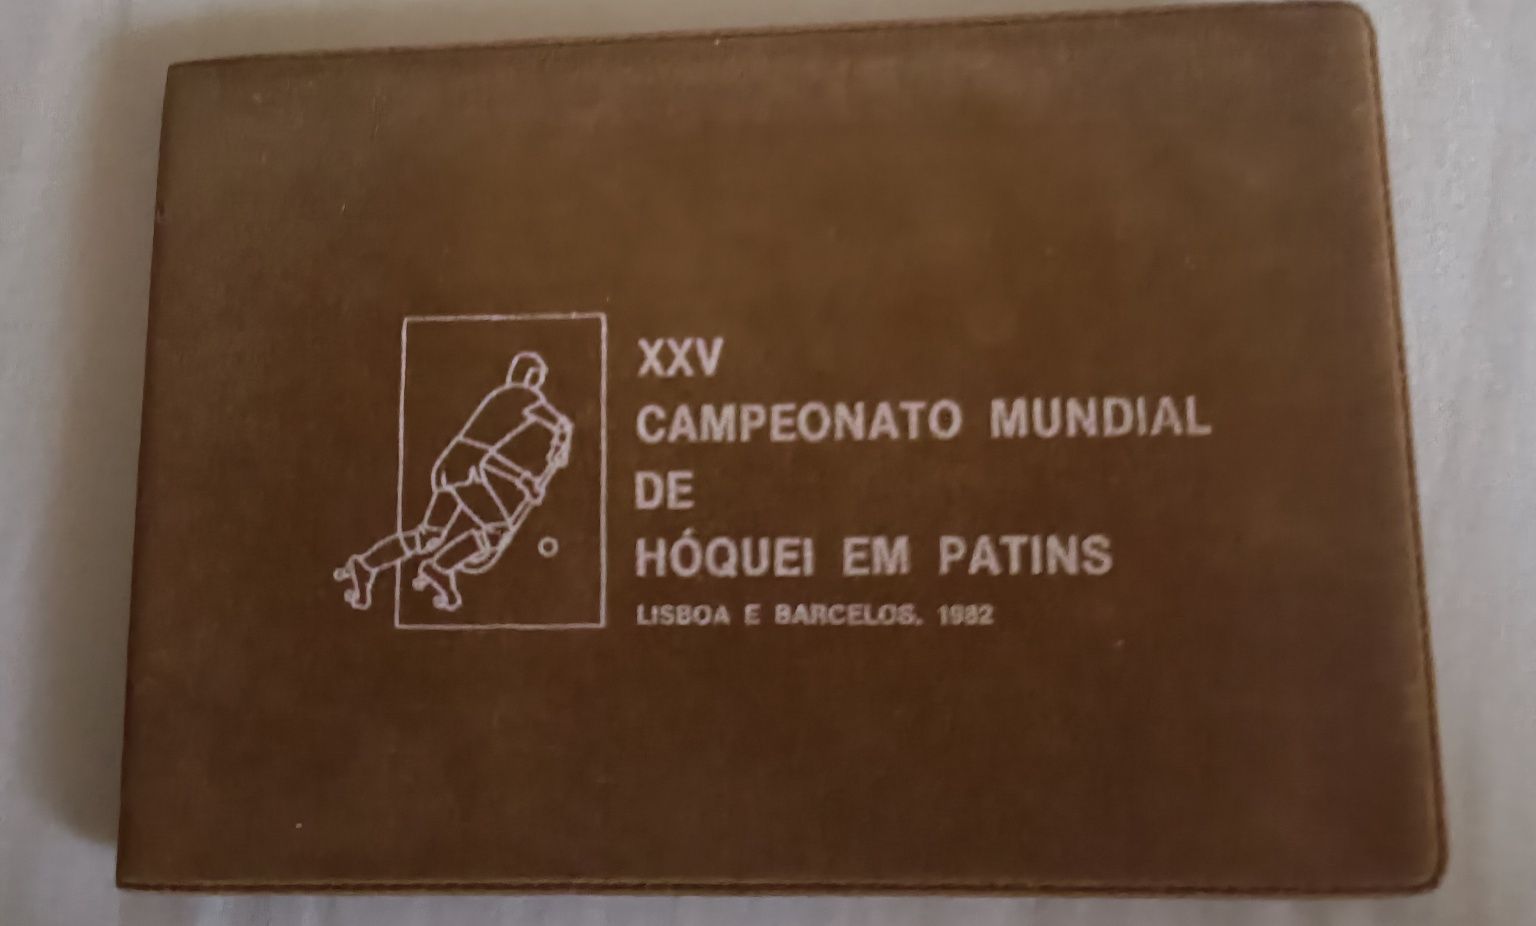 XXV
CAMPEONATO MUNDIAL
DE
HÓQUEI EM PATINS
LISBOA E BARCELOS, 1982